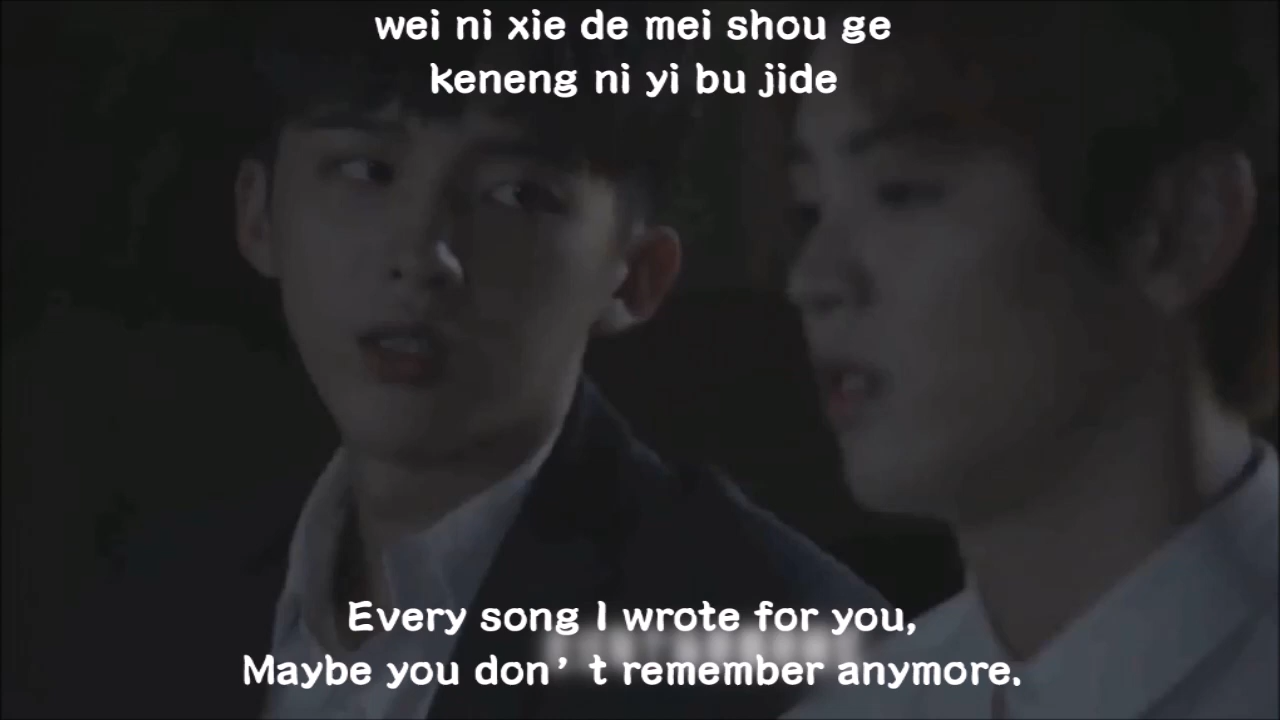 wei ni xie de mei shou ge
keneng ni yi bu jide
Every song I wrote for you,
Maybe you don’t remember anymore.